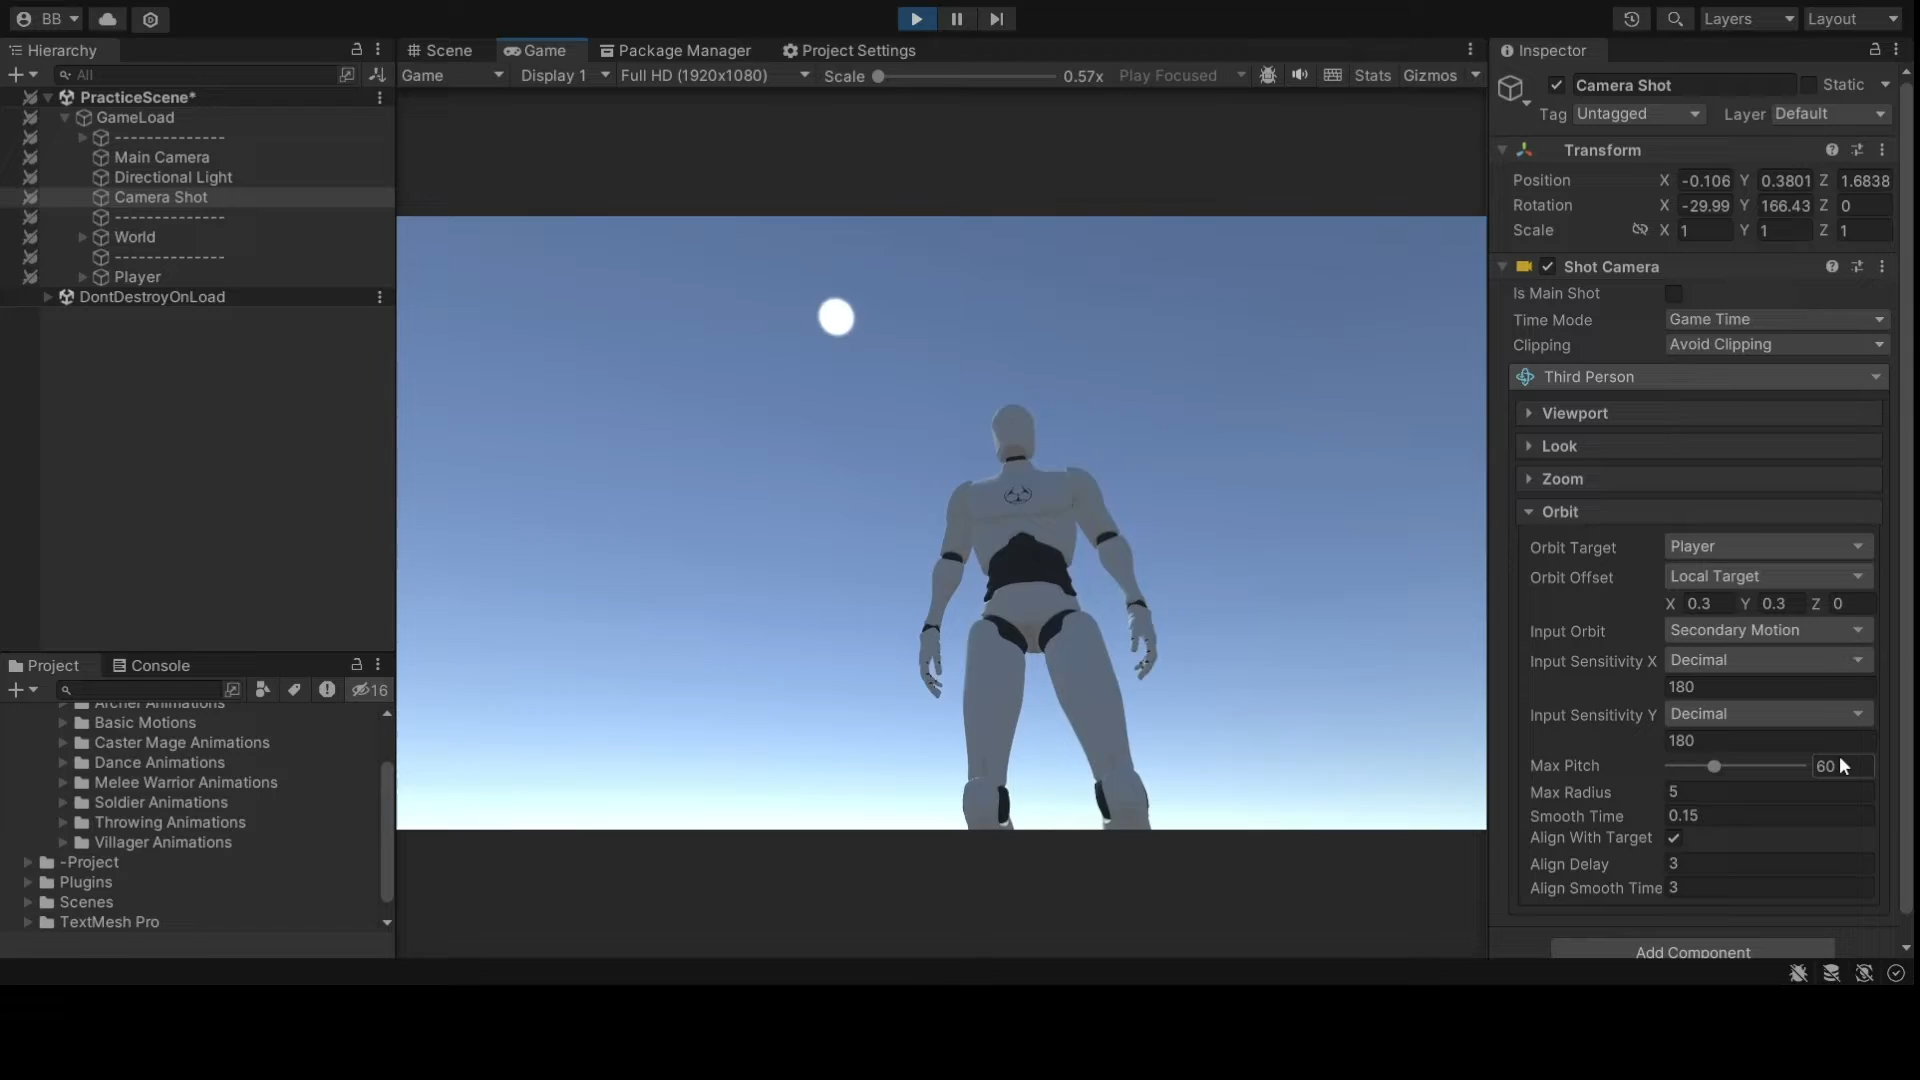 BB
Layers
Layout
Hierarchy
Scene
Game
Package Manager
Project Settings
Inspector
All
Game
Display 1
Full HD (1920x1080)
Scale
0.57x
Play Focused
Stats
Gizmos
Camera Shot
Static
Tag Untagged
Layer Default
PracticeScene*
GameLoad
--------------
Main Camera
Directional Light
Camera Shot
--------------
World
--------------
Player
DontDestroyOnLoad
Transform
Position X -0.106 Y 0.3801 Z 1.6838
Rotation X -29.99 Y 166.43 Z 0
Scale X 1 Y 1 Z 1
Shot Camera
Is Main Shot
Time Mode Game Time
Clipping Avoid Clipping
Third Person
Viewport
Look
Zoom
Orbit
Orbit Target Player
Orbit Offset Local Target
X 0.3 Y 0.3 Z 0
Input Orbit Secondary Motion
Input Sensitivity X Decimal
180
Input Sensitivity Y Decimal
180
Max Pitch 60
Max Radius 5
Smooth Time 0.15
Align With Target
Align Delay 3
Align Smooth Time 3
Add Component
Project
Console
16
Archer Animations
Basic Motions
Caster Mage Animations
Dance Animations
Melee Warrior Animations
Soldier Animations
Throwing Animations
Villager Animations
-Project
Plugins
Scenes
TextMesh Pro